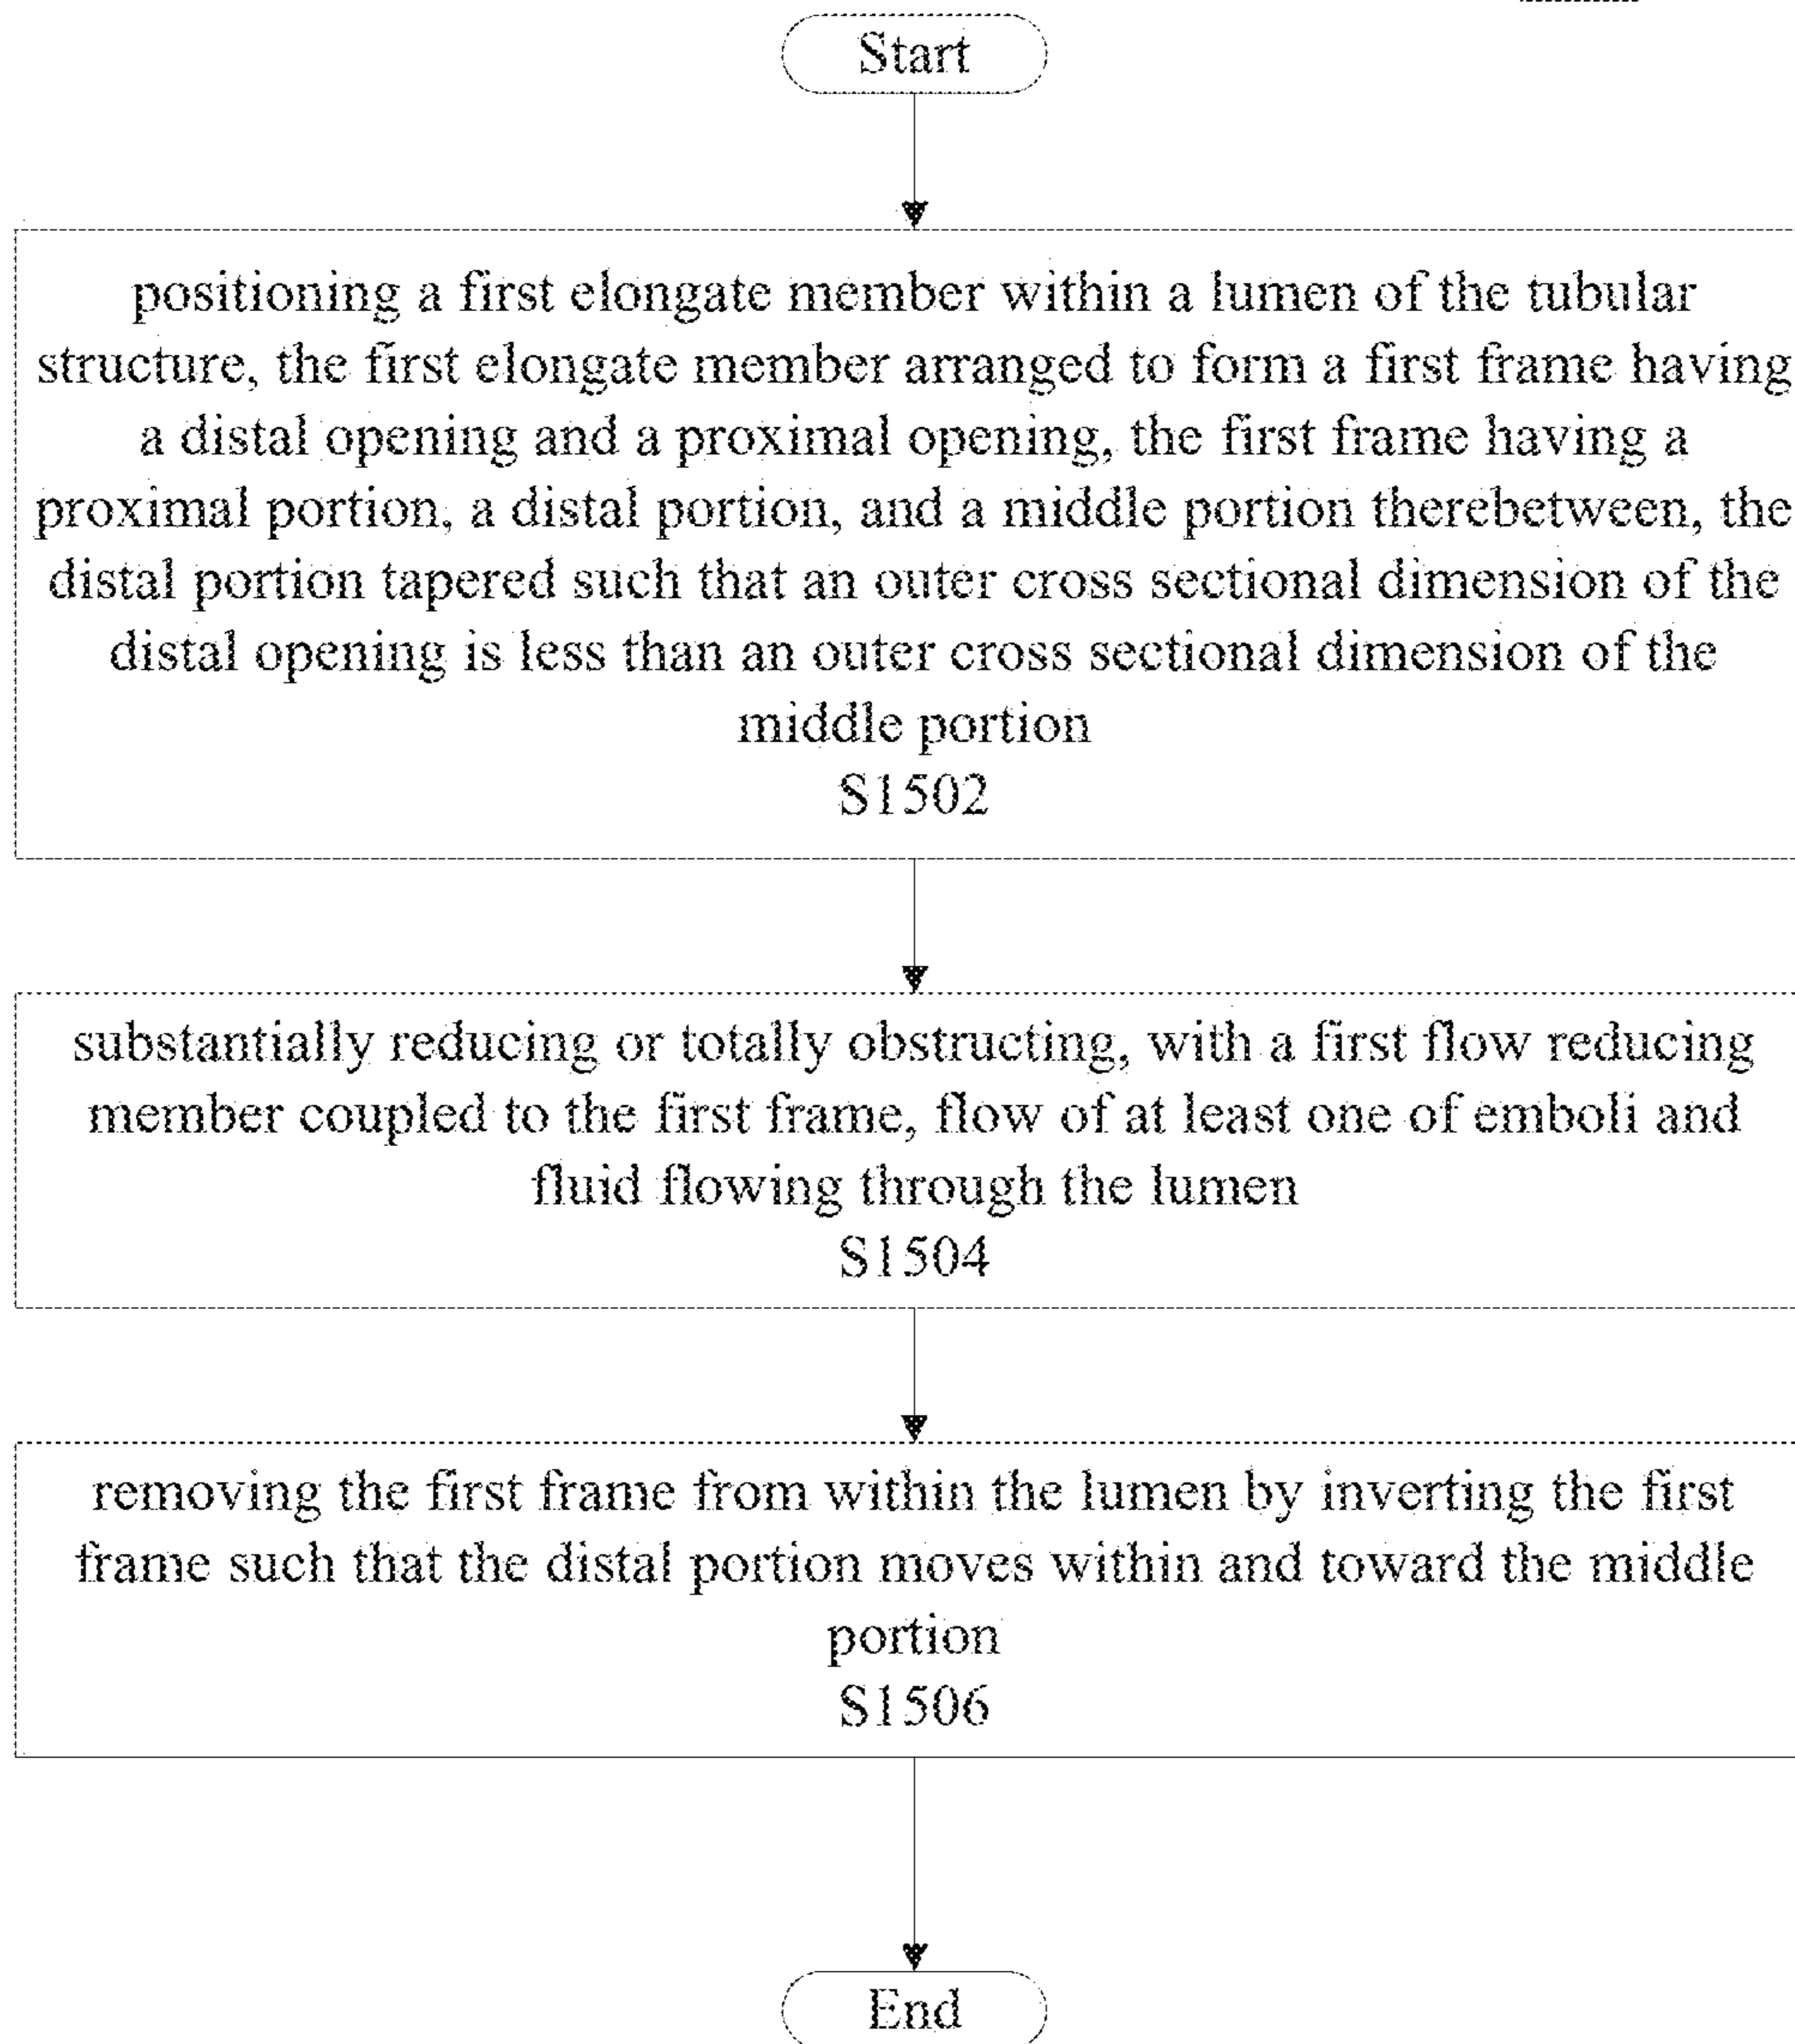 Start
positioning a first elongate member within a lumen of the tubular
structure, the first elongate member arranged to form a first frame having
a distal opening and a proximal opening, the first frame having a
proximal portion, a distal portion, and a middle portion therebetween, the
distal portion tapered such that an outer cross sectional dimension of the
distal opening is less than an outer cross sectional dimension of the
middle portion
S1502
substantially reducing or totally obstructing, with a first flow reducing
member coupled to the first frame, flow of at least one of emboli and
fluid flowing through the lumen
S1504
removing the first frame from within the lumen by inverting the first
frame such that the distal portion moves within and toward the middle
portion
S1506
End